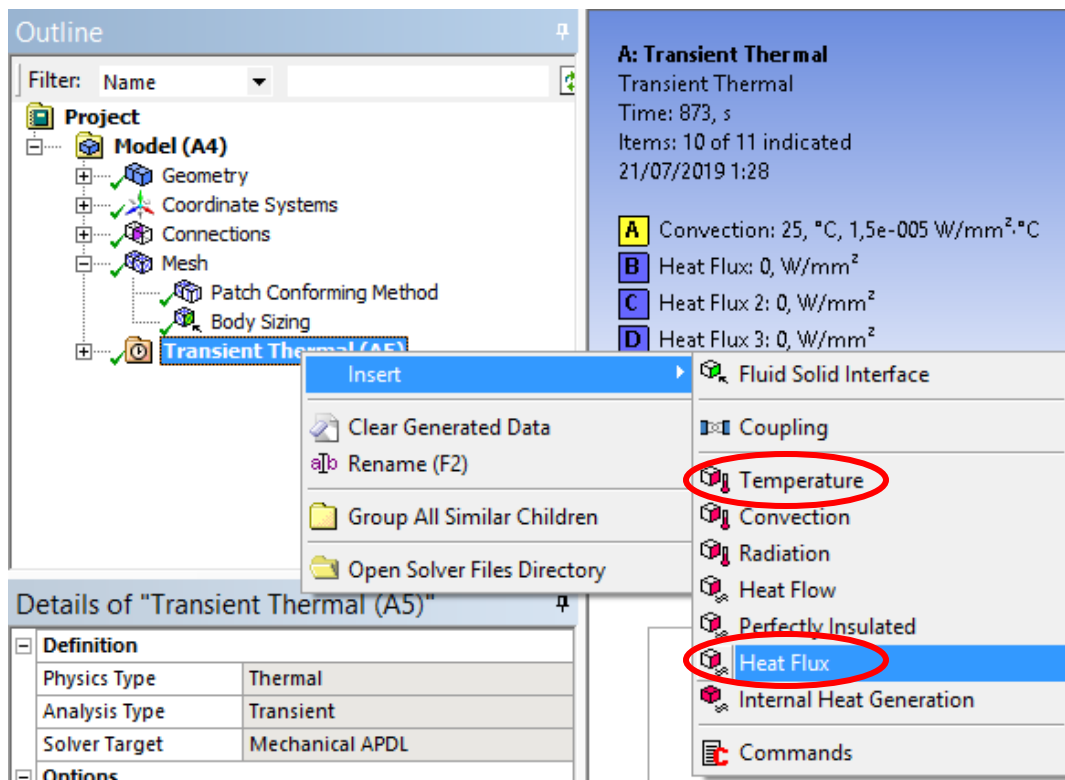 Outline
Filter: Name
Project
Model (A4)
Geometry
Coordinate Systems
Connections
Mesh
Patch Conforming Method
Body Sizing
Transient Thermal (A5)
A: Transient Thermal
Transient Thermal
Time: 873, s
Items: 10 of 11 indicated
21/07/2019 1:28
A Convection: 25, °C, 1,5e-005 W/mm²·°C
B Heat Flux: 0, W/mm²
C Heat Flux 2: 0, W/mm²
D Heat Flux 3: 0, W/mm²
Insert
Clear Generated Data
Rename (F2)
Group All Similar Children
Open Solver Files Directory
Fluid Solid Interface
Coupling
Temperature
Convection
Radiation
Heat Flow
Perfectly Insulated
Heat Flux
Internal Heat Generation
Commands
Details of "Transient Thermal (A5)"
Definition
Physics Type Thermal
Analysis Type Transient
Solver Target Mechanical APDL
Options